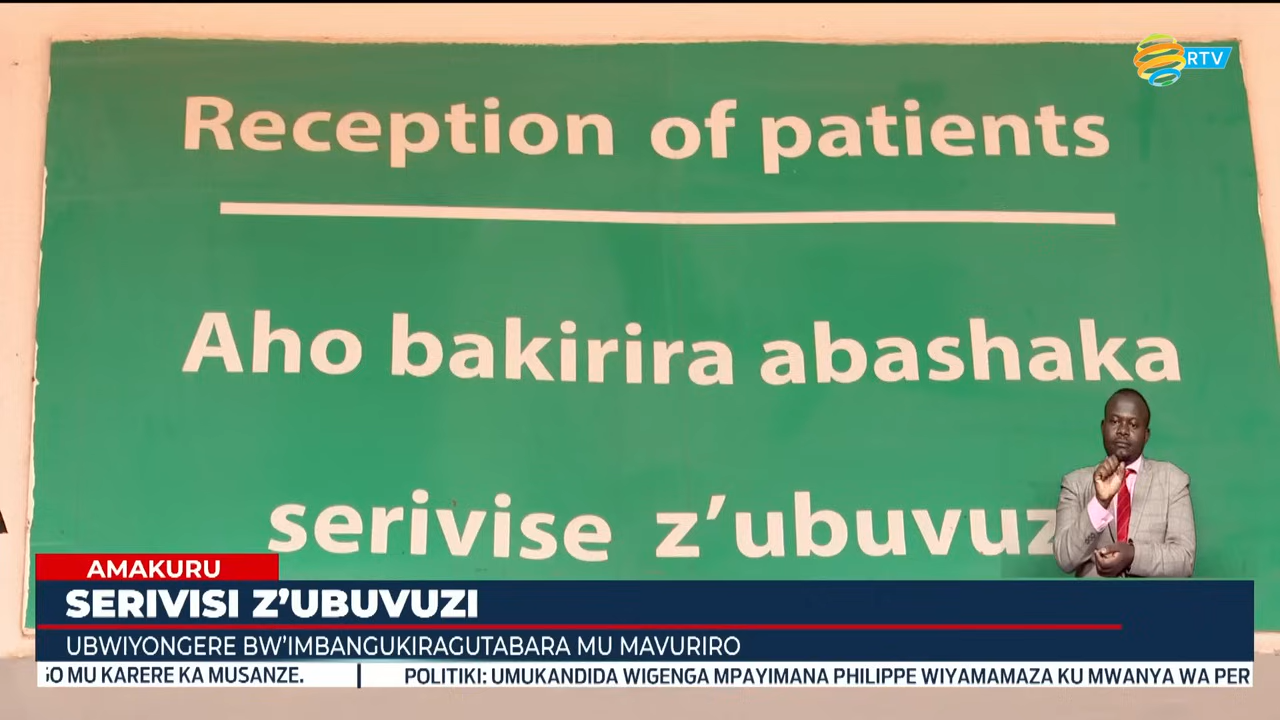 RTV
Reception of patients
Aho bakirira abashaka
serivise z'ubuvuz
AMAKURU
SERIVISI Z'UBUVUZI
UBWIYONGERE BW'IMBANGUKIRAGUTABARA MU MAVURIRO
MU KARERE KA MUSANZE. POLITIKI: UMUKANDIDA WIGENGA MPAYIMANA PHILIPPE WIYAMAMAZA KU MWANYA WA PER